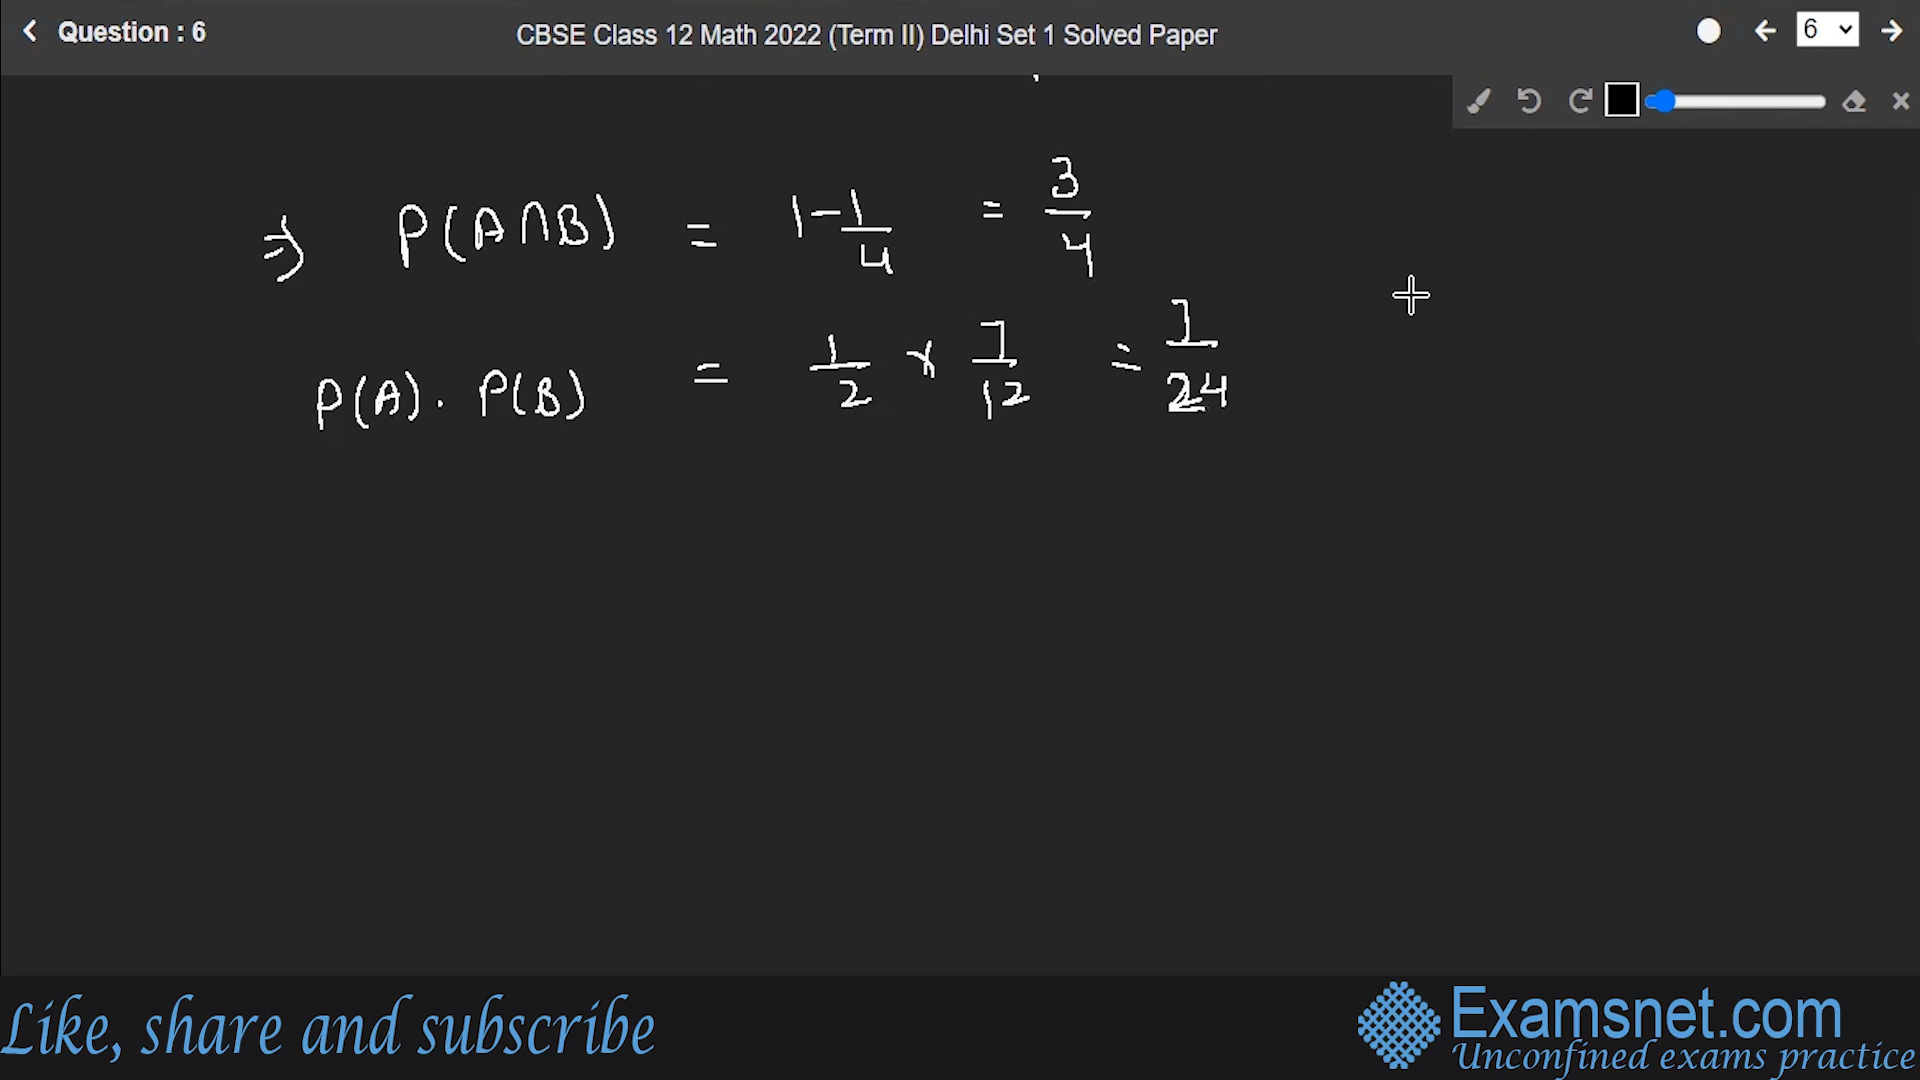 Question : 6
CBSE Class 12 Math 2022 (Term II) Delhi Set 1 Solved Paper
6
⇒ P(A∩B) = 1 - 1/4 = 3/4
P(A) . P(B) = 1/2 × 7/12 = 7/24
Like, share and subscribe
Examsnet.com
Unconfined exams practice